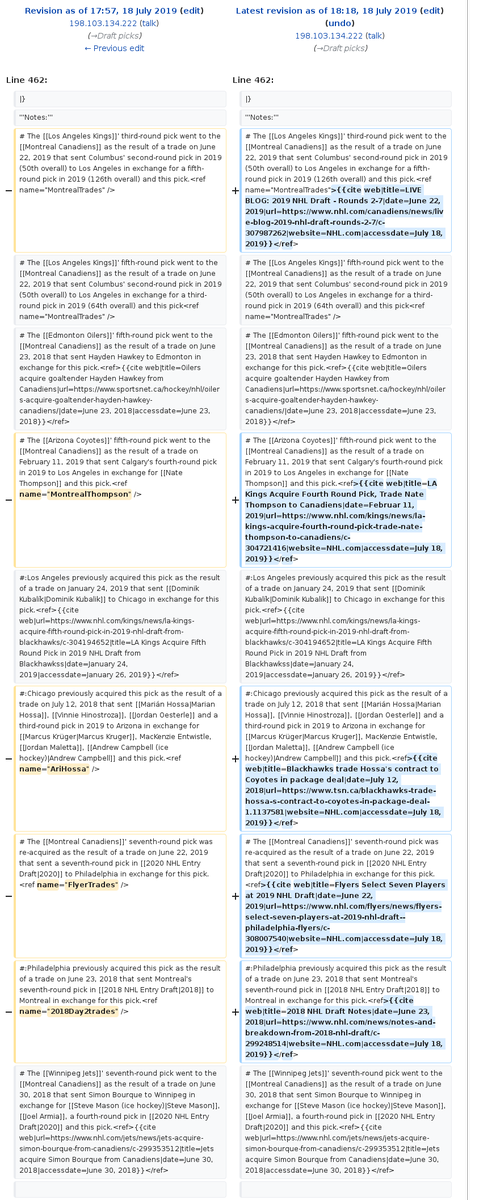 Revision as of 17:57, 18 July 2019 (edit)
198.103.134.222 (talk)
(→Draft picks)
← Previous edit
Latest revision as of 18:18, 18 July 2019 (edit)
(undo)
198.103.134.222 (talk)
(→Draft picks)
Line 462:
|}
'''Notes:'''
− # The [[Los Angeles Kings]]' third-round pick went to the
[[Montreal Canadiens]] as the result of a trade on June
22, 2019 that sent Columbus' second-round pick in 2019
(50th overall) to Los Angeles in exchange for a fifth-
round pick in 2019 (126th overall) and this pick.<ref
name="MontrealTrades" />
# The [[Los Angeles Kings]]' fifth-round pick went to the
[[Montreal Canadiens]] as the result of a trade on June
22, 2019 that sent Columbus' second-round pick in 2019
(50th overall) to Los Angeles in exchange for a third-
round pick in 2019 (64th overall) and this pick<ref
name="MontrealTrades" />
# The [[Edmonton Oilers]]' fifth-round pick went to the
[[Montreal Canadiens]] as the result of a trade on June
23, 2018 that sent Hayden Hawkey to Edmonton in
exchange for this pick.<ref>{{cite web|title=Oilers
acquire goaltender Hayden Hawkey from
Canadiens|url=https://www.sportsnet.ca/hockey/nhl/oiler
s-acquire-goaltender-hayden-hawkey-
canadiens/|date=June 23, 2018|accessdate=June 23,
2018}}</ref>
− # The [[Arizona Coyotes]]' fifth-round pick went to the
[[Montreal Canadiens]] as the result of a trade on
February 11, 2019 that sent Calgary's fourth-round pick
in 2019 to Los Angeles in exchange for [[Nate
Thompson]] and this pick.<ref
name="MontrealThompson" />
#:Los Angeles previously acquired this pick as the result
of a trade on January 24, 2019 that sent [[Dominik
Kubalík|Dominik Kubalik]] to Chicago in exchange for this
pick.<ref>{{cite
web|url=https://www.nhl.com/kings/news/la-kings-
acquire-fifth-round-pick-in-2019-nhl-draft-from-
blackhawks/c-304194652|title=LA Kings Acquire Fifth
Round Pick in 2019 NHL Draft from
Blackhawkss|date=January 24,
2019|accessdate=January 26, 2019}}</ref>
− #:Chicago previously acquired this pick as the result of a
trade on July 12, 2018 that sent [[Marián Hossa|Marian
Hossa]], [[Vinnie Hinostroza]], [[Jordan Oesterle]] and a
third-round pick in 2019 to Arizona in exchange for
[[Marcus Krüger|Marcus Kruger]], MacKenzie Entwistle,
[[Jordan Maletta]], [[Andrew Campbell (ice
hockey)|Andrew Campbell]] and this pick.<ref
name="AriHossa" />
− # The [[Montreal Canadiens]]' seventh-round pick was
re-acquired as the result of a trade on June 22, 2019
that sent a seventh-round pick in [[2020 NHL Entry
Draft|2020]] to Philadelphia in exchange for this pick.
<ref name="FlyerTrades" />
− #:Philadelphia previously acquired this pick as the result
of a trade on June 23, 2018 that sent Montreal's
seventh-round pick in [[2018 NHL Entry Draft|2018]] to
Montreal in exchange for this pick.<ref
name="2018Day2trades" />
# The [[Winnipeg Jets]]' seventh-round pick went to the
[[Montreal Canadiens]] as the result of a trade on June
30, 2018 that sent Simon Bourque to Winnipeg in
exchange for [[Steve Mason (ice hockey)|Steve Mason]],
[[Joel Armia]], a fourth-round pick in [[2020 NHL Entry
Draft|2020]] and this pick.<ref>{{cite
web|url=https://www.nhl.com/jets/news/jets-acquire-
simon-bourque-from-canadiens/c-299353512|title=Jets
acquire Simon Bourque from Canadiens|date=June 30,
2018|accessdate=June 30, 2018}}</ref>
Line 462:
|}
'''Notes:'''
+ # The [[Los Angeles Kings]]' third-round pick went to the
[[Montreal Canadiens]] as the result of a trade on June
22, 2019 that sent Columbus' second-round pick in 2019
(50th overall) to Los Angeles in exchange for a fifth-
round pick in 2019 (126th overall) and this pick.<ref
name="MontrealTrades">{{cite web|title=LIVE
BLOG: 2019 NHL Draft - Rounds 2-7|date=June 22,
2019|url=https://www.nhl.com/canadiens/news/liv
e-blog-2019-nhl-draft-rounds-2-7/c-
307987262|website=NHL.com|accessdate=July 18,
2019}}</ref>
# The [[Los Angeles Kings]]' fifth-round pick went to the
[[Montreal Canadiens]] as the result of a trade on June
22, 2019 that sent Columbus' second-round pick in 2019
(50th overall) to Los Angeles in exchange for a third-
round pick in 2019 (64th overall) and this pick<ref
name="MontrealTrades" />
# The [[Edmonton Oilers]]' fifth-round pick went to the
[[Montreal Canadiens]] as the result of a trade on June
23, 2018 that sent Hayden Hawkey to Edmonton in
exchange for this pick.<ref>{{cite web|title=Oilers
acquire goaltender Hayden Hawkey from
Canadiens|url=https://www.sportsnet.ca/hockey/nhl/oiler
s-acquire-goaltender-hayden-hawkey-
canadiens/|date=June 23, 2018|accessdate=June 23,
2018}}</ref>
+ # The [[Arizona Coyotes]]' fifth-round pick went to the
[[Montreal Canadiens]] as the result of a trade on
February 11, 2019 that sent Calgary's fourth-round pick
in 2019 to Los Angeles in exchange for [[Nate
Thompson]] and this pick.<ref>{{cite web|title=LA
Kings Acquire Fourth Round Pick, Trade Nate
Thompson to Canadiens|date=Februar 11,
2019|url=https://www.nhl.com/kings/news/la-
kings-acquire-fourth-round-pick-trade-nate-
thompson-to-canadiens/c-
304721416|website=NHL.com|accessdate=July 18,
2019}}</ref>
#:Los Angeles previously acquired this pick as the result
of a trade on January 24, 2019 that sent [[Dominik
Kubalík|Dominik Kubalik]] to Chicago in exchange for this
pick.<ref>{{cite
web|url=https://www.nhl.com/kings/news/la-kings-
acquire-fifth-round-pick-in-2019-nhl-draft-from-
blackhawks/c-304194652|title=LA Kings Acquire Fifth
Round Pick in 2019 NHL Draft from
Blackhawkss|date=January 24,
2019|accessdate=January 26, 2019}}</ref>
+ #:Chicago previously acquired this pick as the result of a
trade on July 12, 2018 that sent [[Marián Hossa|Marian
Hossa]], [[Vinnie Hinostroza]], [[Jordan Oesterle]] and a
third-round pick in 2019 to Arizona in exchange for
[[Marcus Krüger|Marcus Kruger]], MacKenzie Entwistle,
[[Jordan Maletta]], [[Andrew Campbell (ice
hockey)|Andrew Campbell]] and this pick.<ref>{{cite
web|title=Blackhawks trade Hossa's contract to
Coyotes in package deal|date=July 12,
2018|url=https://www.tsn.ca/blackhawks-trade-
hossa-s-contract-to-coyotes-in-package-deal-
1.1137581|website=NHL.com|accessdate=July 18,
2019}}</ref>
+ # The [[Montreal Canadiens]]' seventh-round pick was
re-acquired as the result of a trade on June 22, 2019
that sent a seventh-round pick in [[2020 NHL Entry
Draft|2020]] to Philadelphia in exchange for this pick.
<ref>{{cite web|title=Flyers Select Seven Players
at 2019 NHL Draft|date=June 22,
2019|url=https://www.nhl.com/flyers/news/flyers-
select-seven-players-at-2019-nhl-draft--
philadelphia-flyers/c-
308007540|website=NHL.com|accessdate=July 18,
2019}}</ref>
+ #:Philadelphia previously acquired this pick as the result
of a trade on June 23, 2018 that sent Montreal's
seventh-round pick in [[2018 NHL Entry Draft|2018]] to
Montreal in exchange for this pick.<ref>{{cite
web|title=2018 NHL Draft Notes|date=June 23,
2018|url=https://www.nhl.com/news/notes-and-
breakdown-from-2018-nhl-draft/c-
299248514|website=NHL.com|accessdate=July 18,
2019}}</ref>
# The [[Winnipeg Jets]]' seventh-round pick went to the
[[Montreal Canadiens]] as the result of a trade on June
30, 2018 that sent Simon Bourque to Winnipeg in
exchange for [[Steve Mason (ice hockey)|Steve Mason]],
[[Joel Armia]], a fourth-round pick in [[2020 NHL Entry
Draft|2020]] and this pick.<ref>{{cite
web|url=https://www.nhl.com/jets/news/jets-acquire-
simon-bourque-from-canadiens/c-299353512|title=Jets
acquire Simon Bourque from Canadiens|date=June 30,
2018|accessdate=June 30, 2018}}</ref>